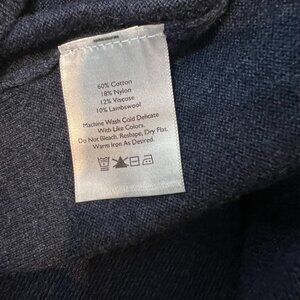 60% Cotton
18% Nylon
12% Viscose
10% Lambswool
Machine Wash Cold Delicate
With Like Colors.
Do Not Bleach, Reshape, Dry Flat.
Warm Iron As Desired.